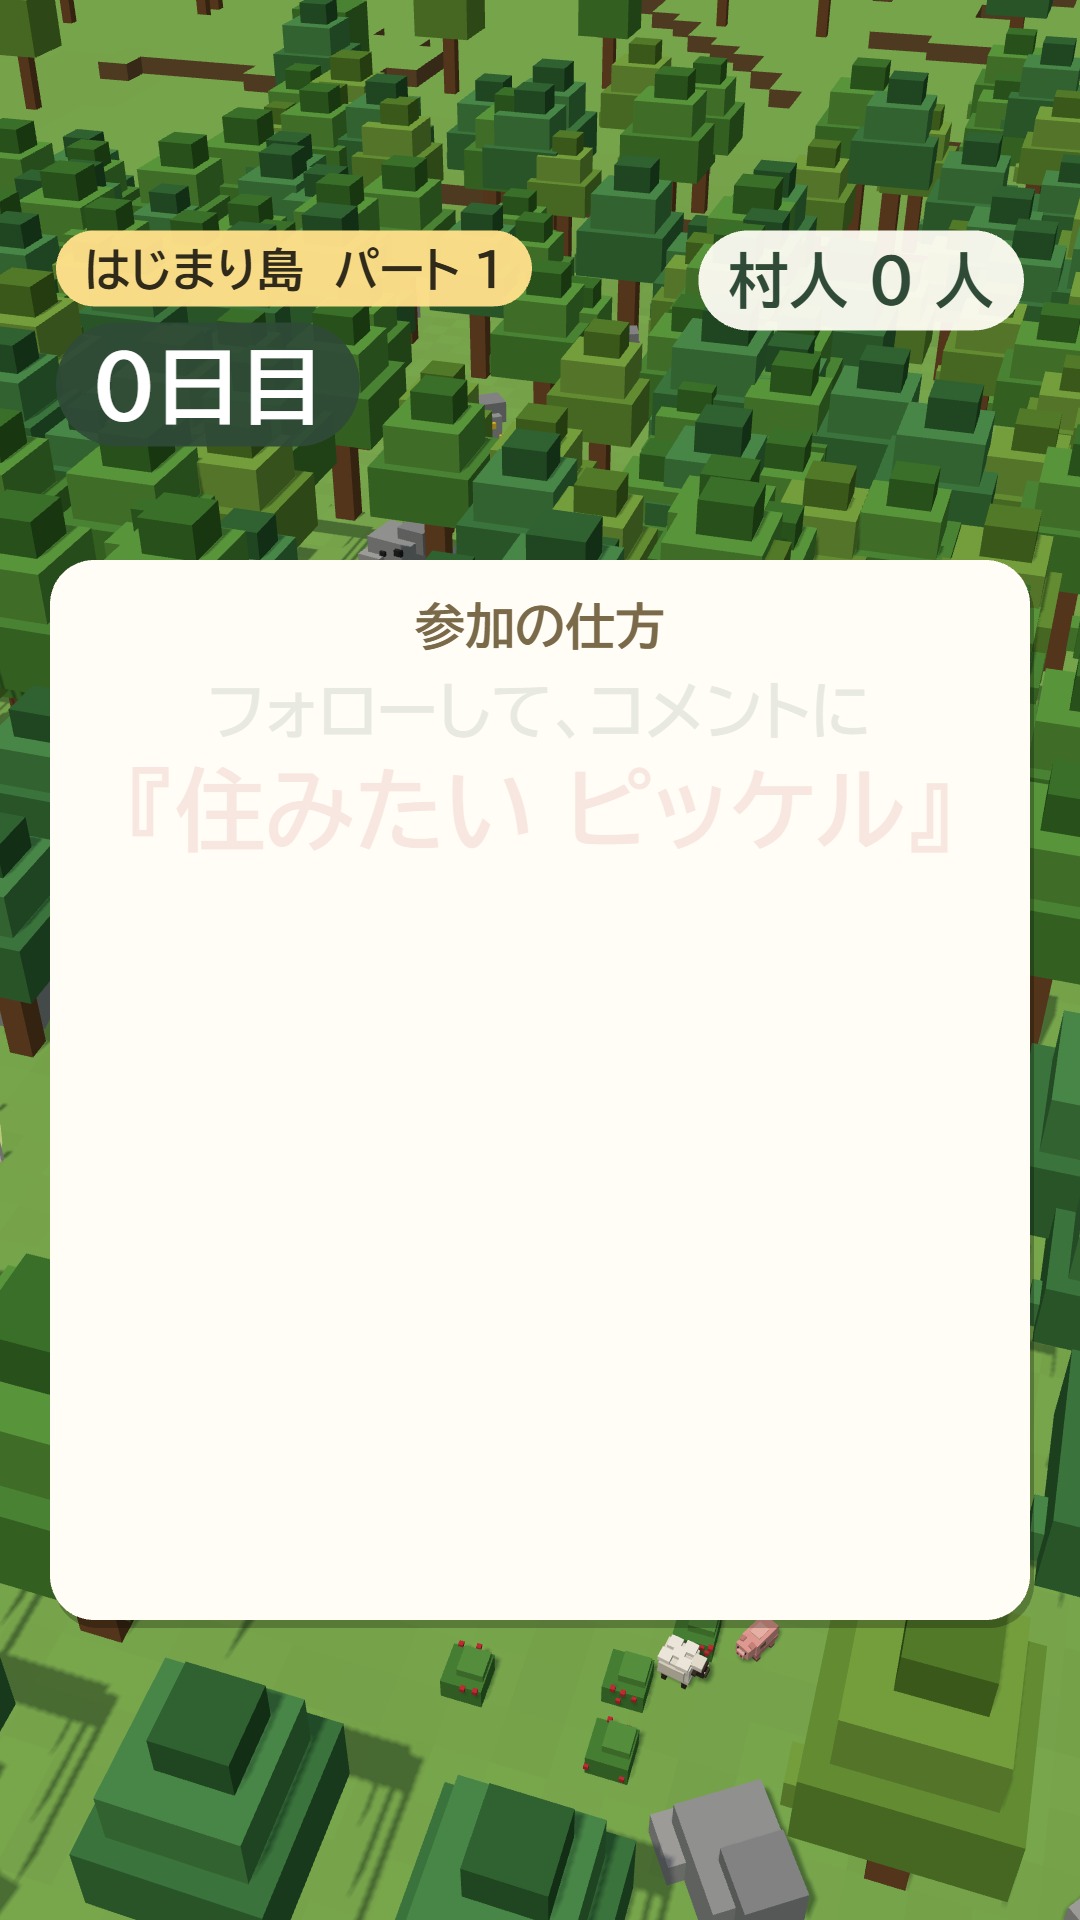 はじまり島 パート 1
村人 0 人
0日目
参加の仕方
フォローして、コメントに
『住みたい ピッケル』